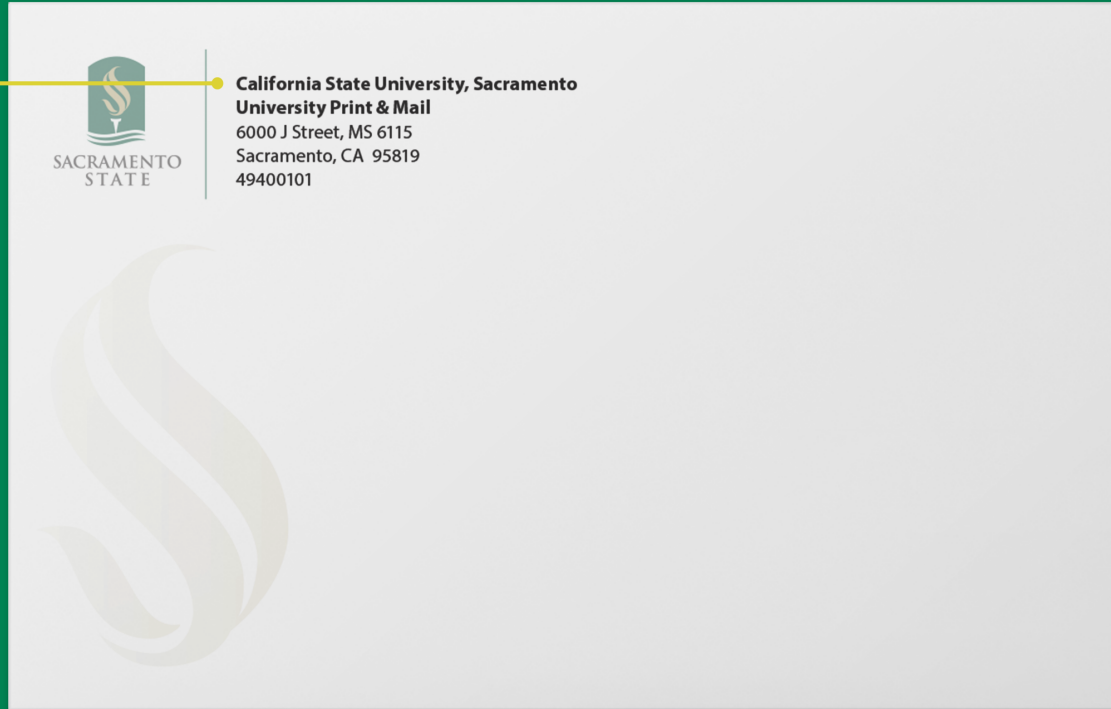 SACRAMENTO
STATE
California State University, Sacramento
University Print & Mail
6000 J Street, MS 6115
Sacramento, CA  95819
49400101